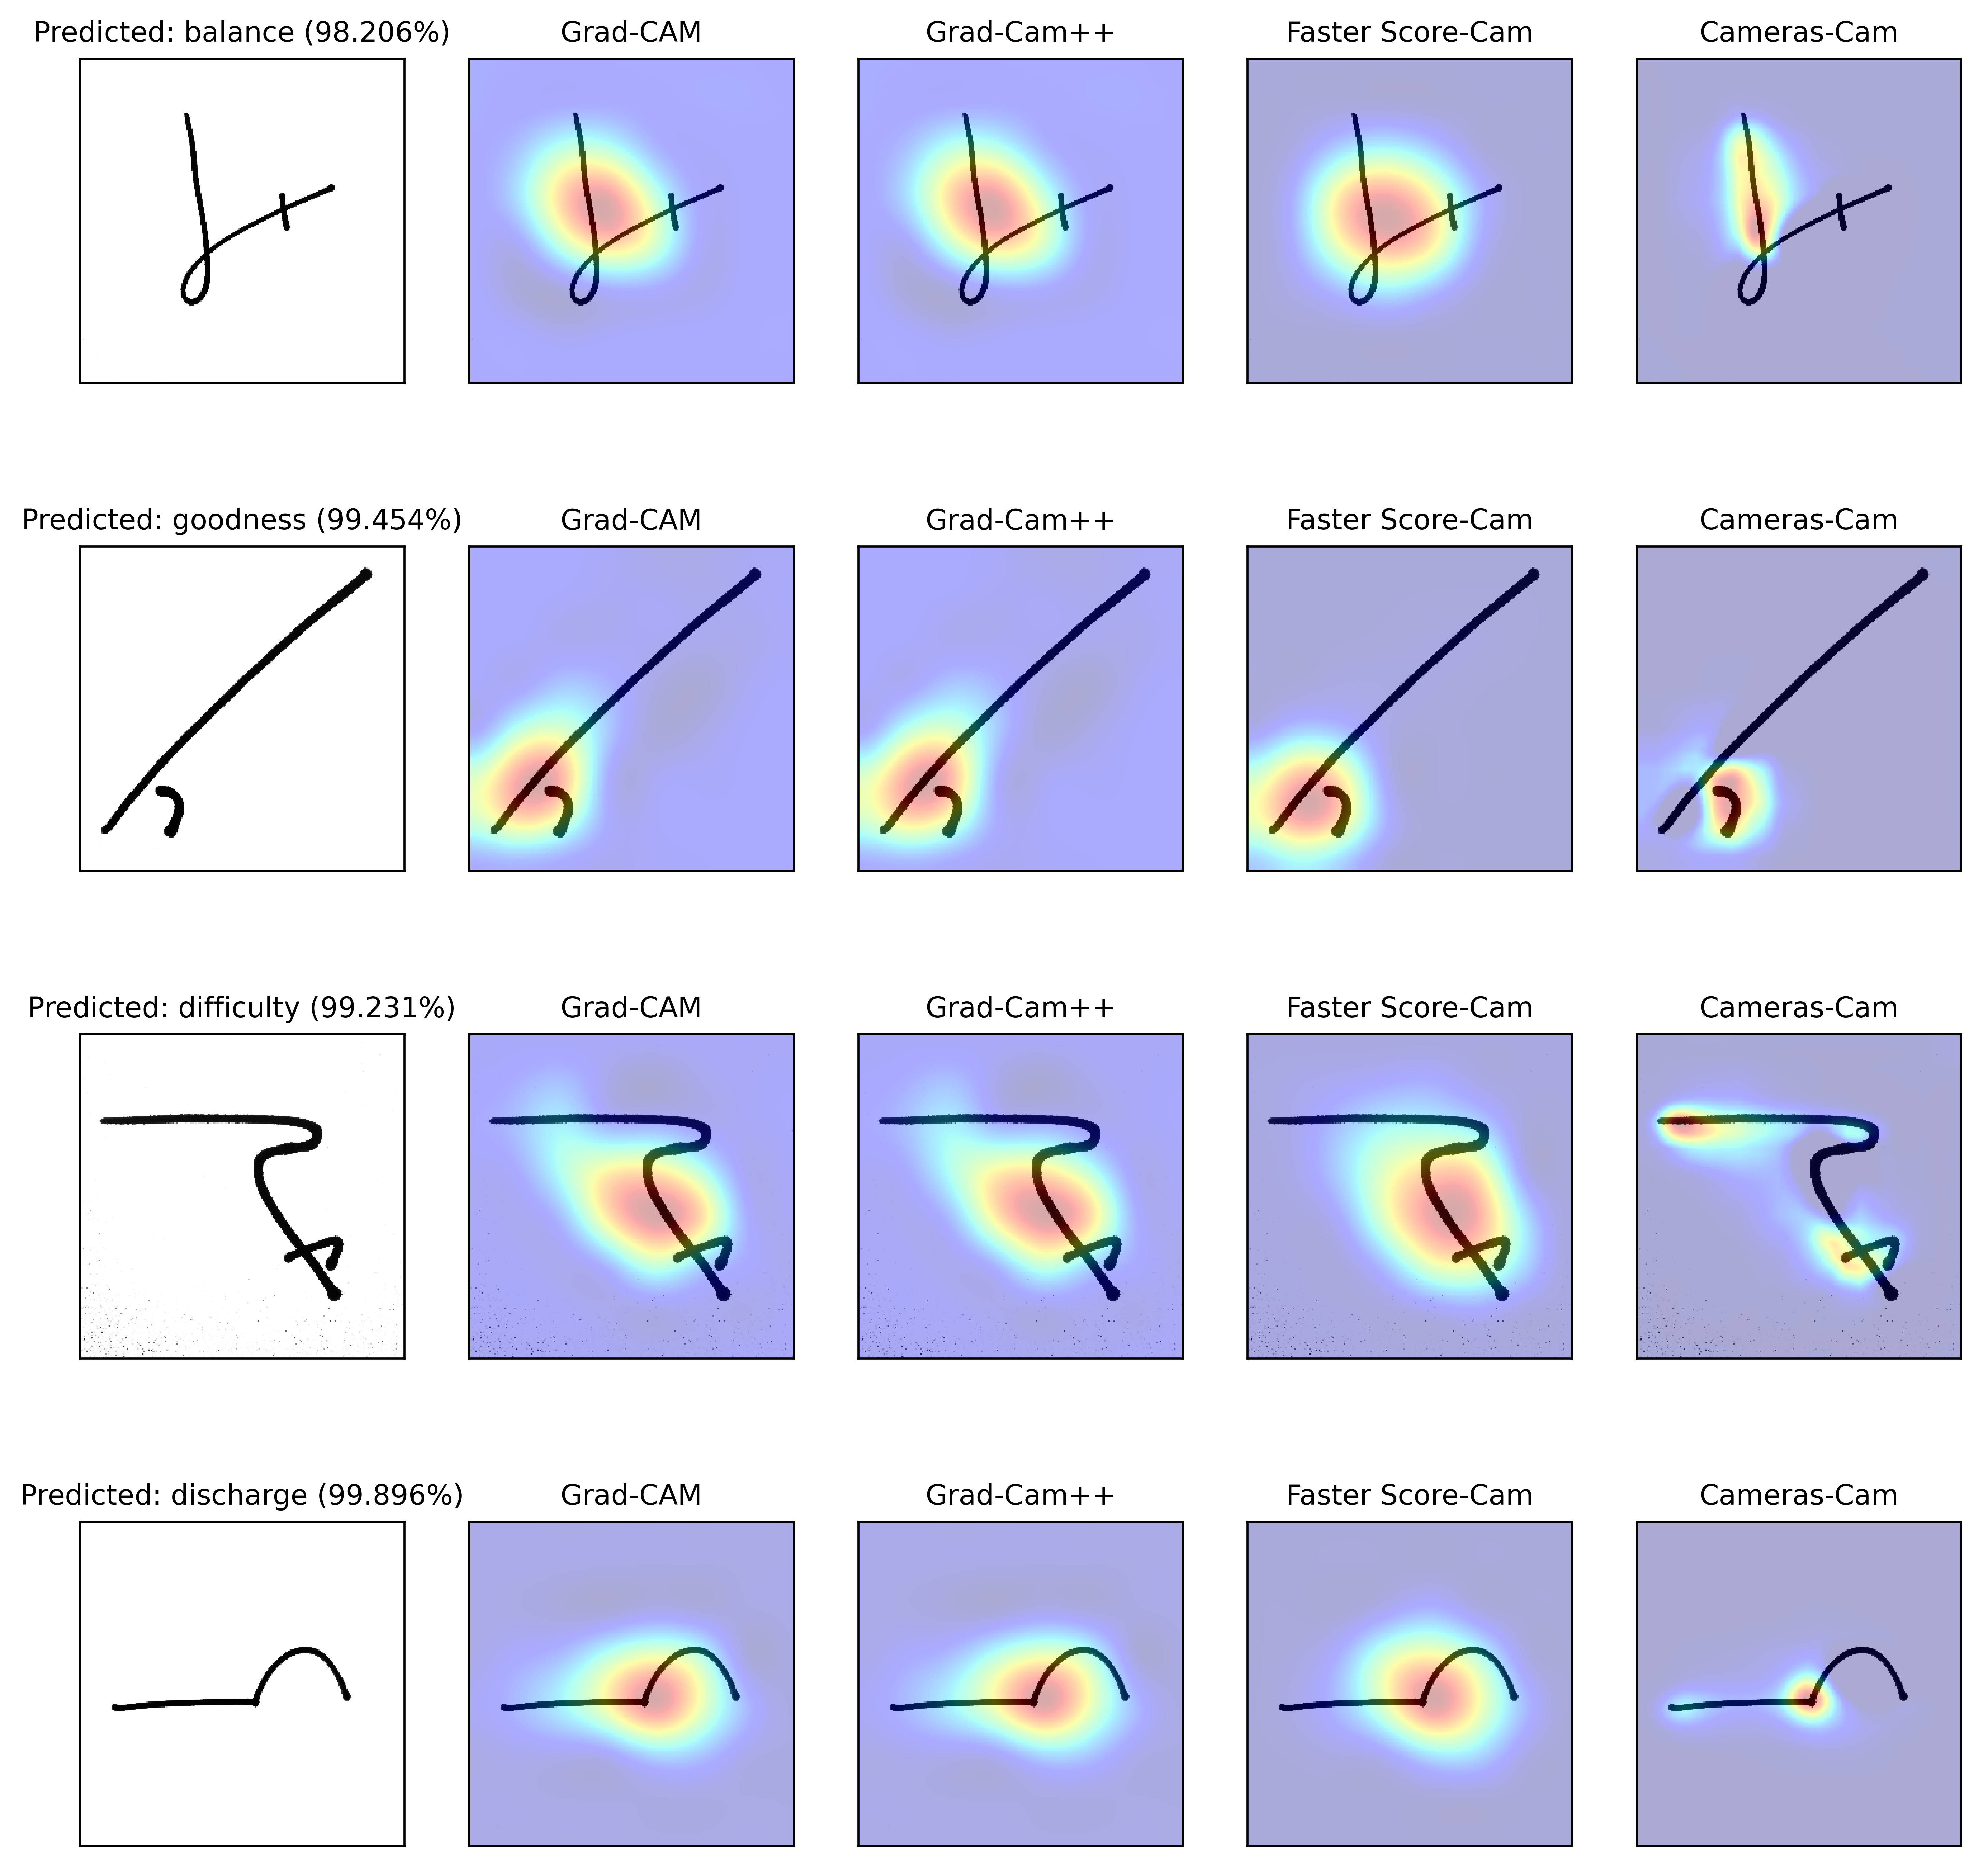 Predicted: balance (98.206%) Grad-CAM Grad-Cam++ Faster Score-Cam Cameras-Cam
Predicted: goodness (99.454%) Grad-CAM Grad-Cam++ Faster Score-Cam Cameras-Cam
Predicted: difficulty (99.231%) Grad-CAM Grad-Cam++ Faster Score-Cam Cameras-Cam
Predicted: discharge (99.896%) Grad-CAM Grad-Cam++ Faster Score-Cam Cameras-Cam